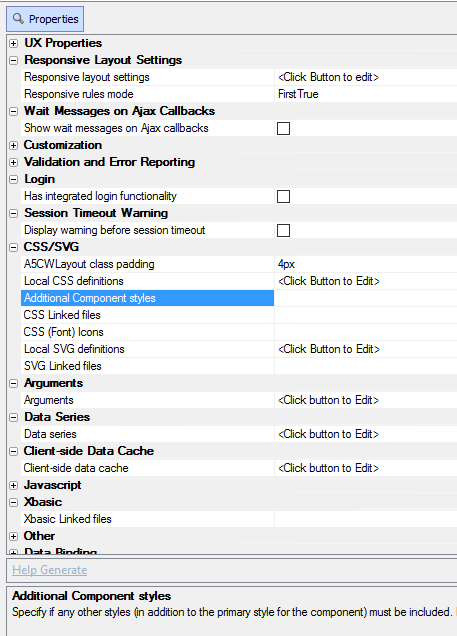 Properties
UX Properties
Responsive Layout Settings
Responsive layout settings <Click Button to edit>
Responsive rules mode FirstTrue
Wait Messages on Ajax Callbacks
Show wait messages on Ajax callbacks
Customization
Validation and Error Reporting
Login
Has integrated login functionality
Session Timeout Warning
Display warning before session timeout
CSS/SVG
A5CWLayout class padding 4px
Local CSS definitions <Click Button to Edit>
Additional Component styles
CSS Linked files
CSS (Font) Icons
Local SVG definitions <Click Button to Edit>
SVG Linked files
Arguments
Arguments <Click button to Edit>
Data Series
Data series <Click button to Edit>
Client-side Data Cache
Client-side data cache <Click button to Edit>
Javascript
Xbasic
Xbasic Linked files
Other
Data Binding
Help Generate
Additional Component styles
Specify if any other styles (in addition to the primary style for the component) must be included.